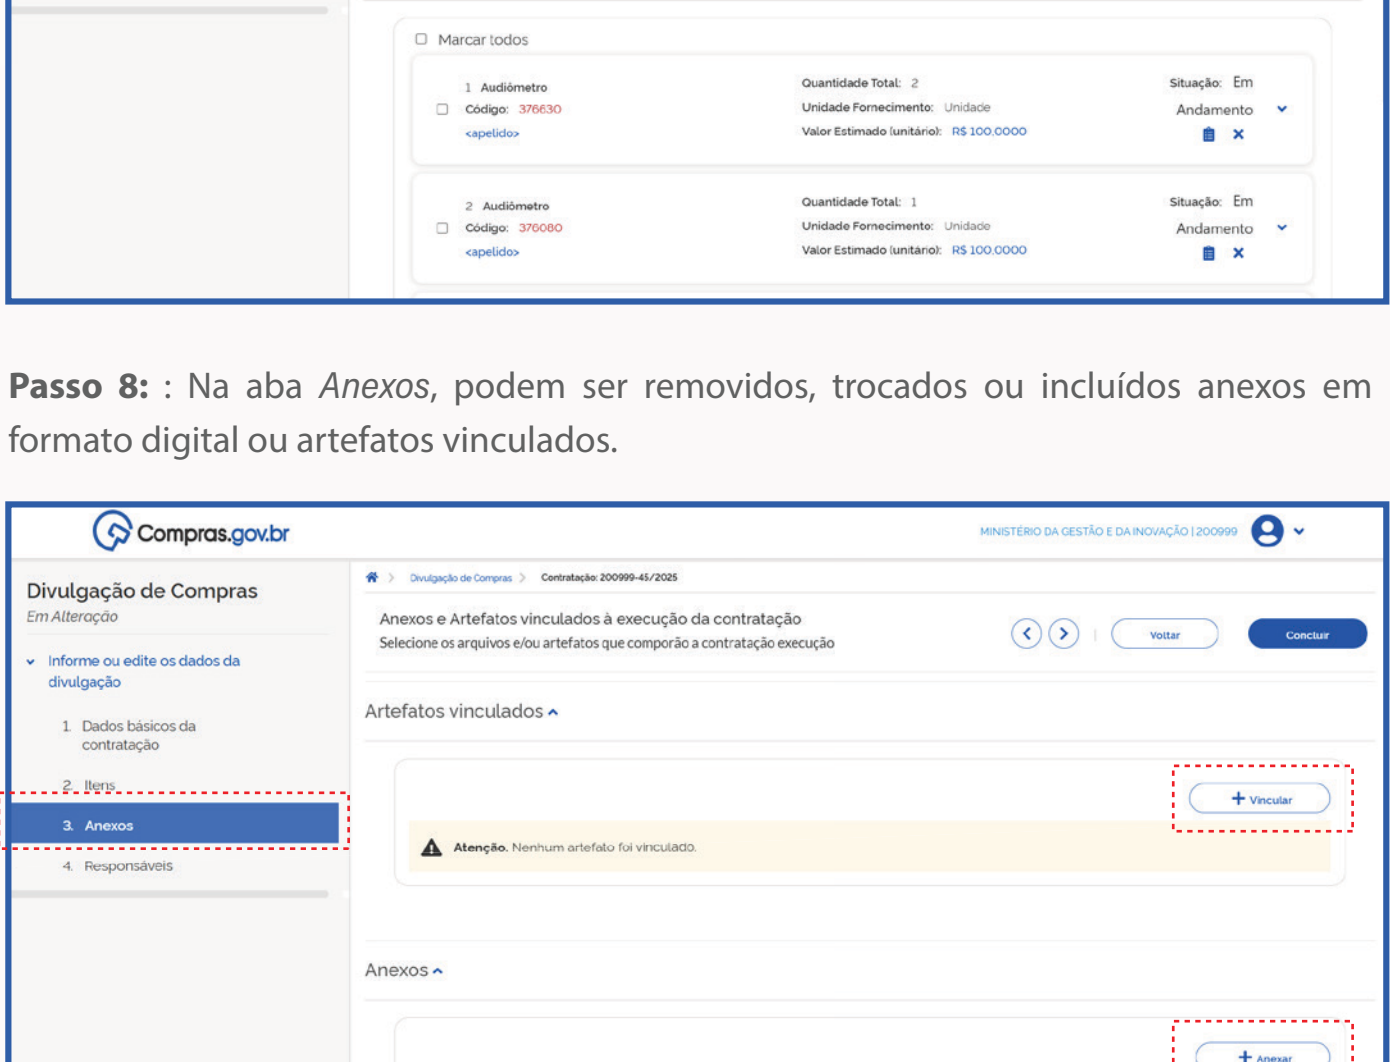 Marcar todos
1 Audiômetro
Código: 376630
<apelido>
Quantidade Total: 2
Unidade Fornecimento: Unidade
Valor Estimado (unitário): R$ 100,0000
Situação: Em
Andamento
2 Audiômetro
Código: 376080
<apelido>
Quantidade Total: 1
Unidade Fornecimento: Unidade
Valor Estimado (unitário): R$ 100,0000
Situação: Em
Andamento
Passo 8: : Na aba Anexos, podem ser removidos, trocados ou incluídos anexos em
formato digital ou artefatos vinculados.
Compras.gov.br
MINISTÉRIO DA GESTÃO E DA INOVAÇÃO | 200999
Divulgação de Compras
Em Alteração
Informe ou edite os dados da
divulgação
1. Dados básicos da
contratação
2. Itens
3. Anexos
4. Responsáveis
Divulgação de Compras > Contratação: 200999-45/2025
Anexos e Artefatos vinculados à execução da contratação
Selecione os arquivos e/ou artefatos que comporão a contratação execução
Voltar
Concluir
Artefatos vinculados
+ Vincular
Atenção. Nenhum artefato foi vinculado.
Anexos
+ Anexar